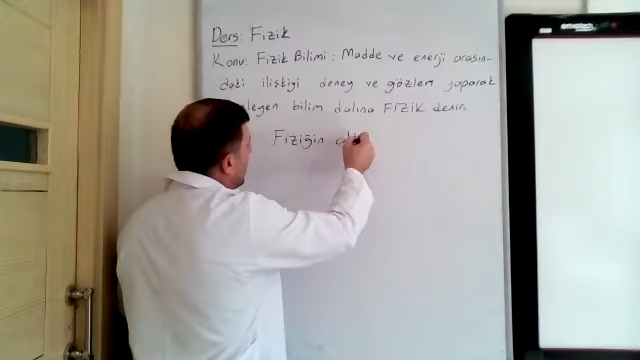 Ders: Fizik
Konu: Fizik Bilimi: Madde ve enerji arasın-
daki ilişkiyi deney ve gözlem yaparak
bilim dalına FİZİK denir.
Fiziğin